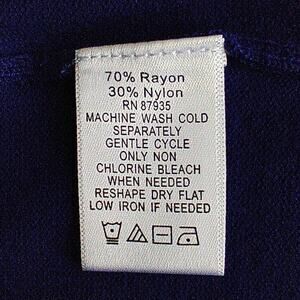 70% Rayon
30% Nylon
RN 87935
MACHINE WASH COLD
SEPARATELY
GENTLE CYCLE
ONLY NON
CHLORINE BLEACH
WHEN NEEDED
RESHAPE DRY FLAT
LOW IRON IF NEEDED